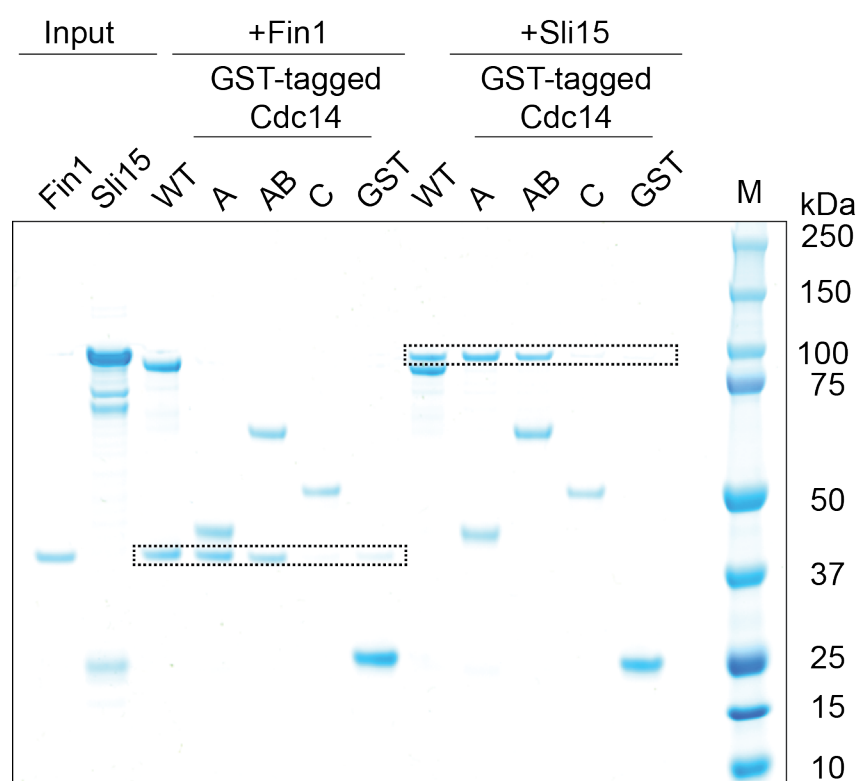 Input +Fin1 +Sli15
GST-tagged GST-tagged
Cdc14 Cdc14
Fin1 Sli15 WT A AB C GST WT A AB C GST M kDa
250
150
100
75
50
37
25
15
10